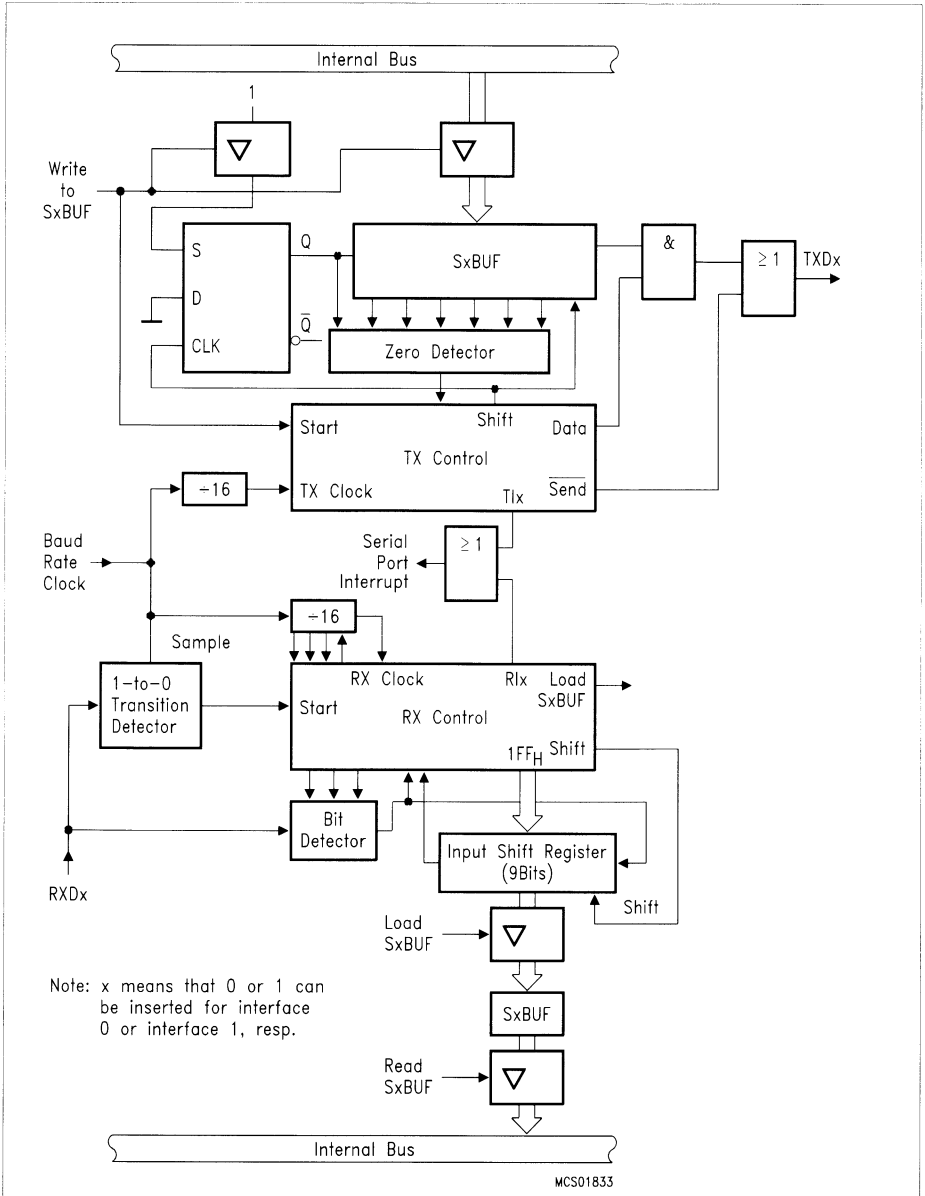 Internal Bus
1
Write
to
SxBUF
S
Q
D
Q
CLK
SxBUF
&
≥ 1
TXDx
Zero Detector
Start
Shift
Data
TX Control
÷16
TX Clock
TIx
Send
Baud
Rate
Clock
Serial
Port
Interrupt
≥ 1
÷16
Sample
1-to-0
Transition
Detector
RX Clock
RIx
Load
SxBUF
Start
RX Control
1FFH
Shift
Bit
Detector
RXDx
Input Shift Register
(9Bits)
Shift
Load
SxBUF
Note: x means that 0 or 1 can
be inserted for interface
0 or interface 1, resp.
SxBUF
Read
SxBUF
Internal Bus
MCS01833